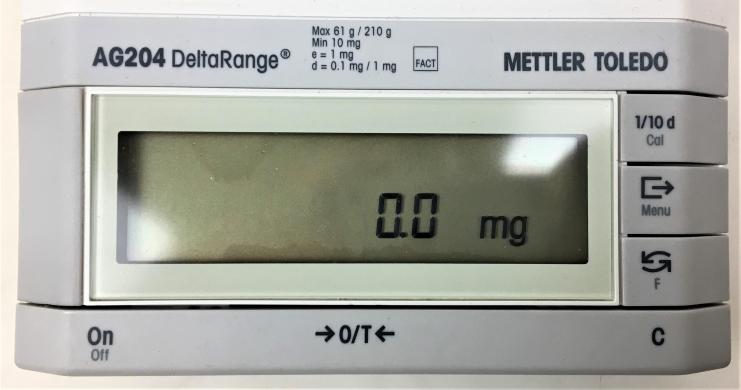 AG204 DeltaRange®
Max 61 g / 210 g
Min 10 mg
e = 1 mg
d = 0.1 mg / 1 mg
FACT
METTLER TOLEDO
0.0 mg
1/10 d
Cal
Menu
F
On
Off
→0/T←
C